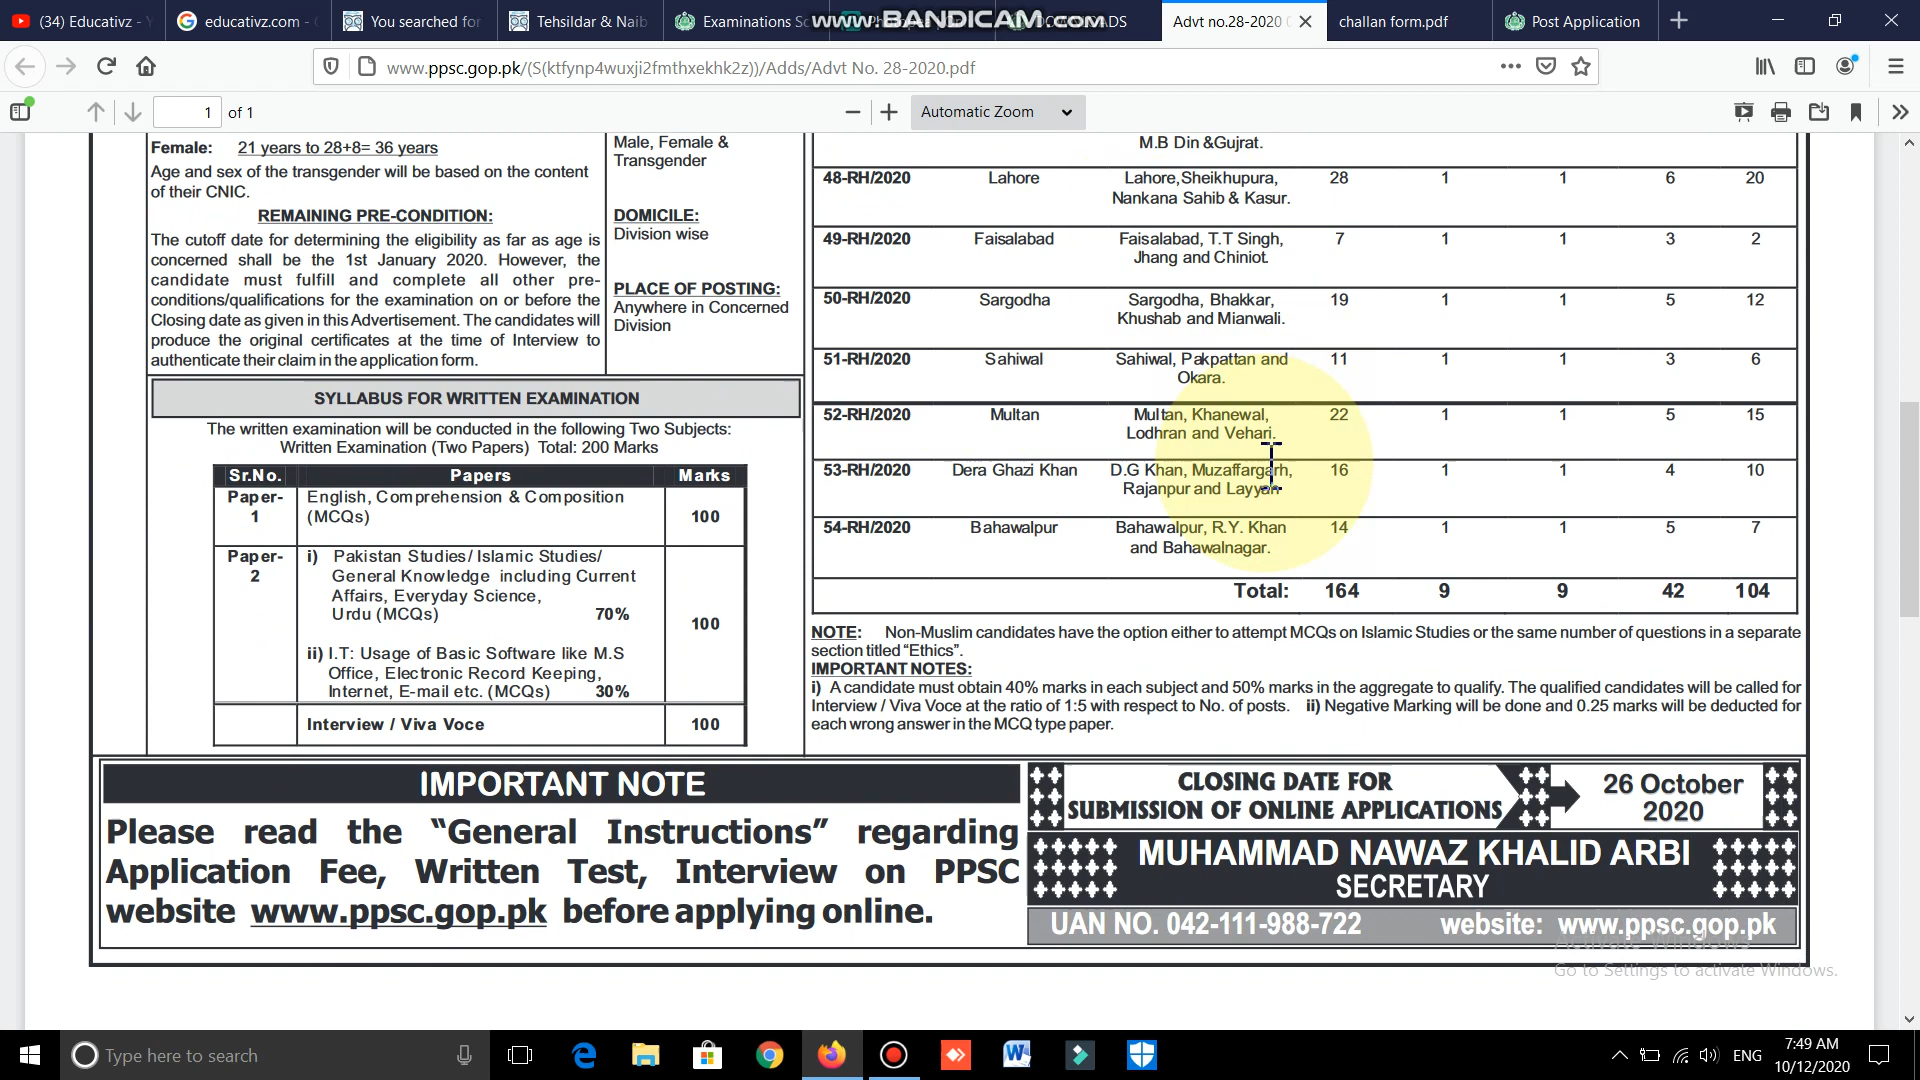 (34) Educativz -
educativz.com -
You searched for
Tehsildar & Naib
Examinations Sc
www.BANDICAM.com
Advt no.28-2020
challan form.pdf
Post Application
www.ppsc.gop.pk/(S(ktfynp4wuxji2fmthxekhk2z))/Adds/Advt No. 28-2020.pdf
1 of 1
Automatic Zoom
Female: 21 years to 28+8= 36 years
Age and sex of the transgender will be based on the content
of their CNIC.
REMAINING PRE-CONDITION:
The cutoff date for determining the eligibility as far as age is
concerned shall be the 1st January 2020. However, the
candidate must fulfill and complete all other pre-
conditions/qualifications for the examination on or before the
Closing date as given in this Advertisement. The candidates will
produce the original certificates at the time of Interview to
authenticate their claim in the application form.
Male, Female &
Transgender
DOMICILE:
Division wise
PLACE OF POSTING:
Anywhere in Concerned
Division
SYLLABUS FOR WRITTEN EXAMINATION
The written examination will be conducted in the following Two Subjects:
Written Examination (Two Papers) Total: 200 Marks
Sr.No. Papers Marks
Paper-1 English, Comprehension & Composition
(MCQs) 100
Paper-2 i) Pakistan Studies/ Islamic Studies/
General Knowledge including Current
Affairs, Everyday Science,
Urdu (MCQs) 70%
100
ii) I.T: Usage of Basic Software like M.S
Office, Electronic Record Keeping,
Internet, E-mail etc. (MCQs) 30%
Interview / Viva Voce 100
M.B Din &Gujrat.
48-RH/2020 Lahore Lahore,Sheikhupura, 28 1 1 6 20
Nankana Sahib & Kasur.
49-RH/2020 Faisalabad Faisalabad, T.T Singh, 7 1 1 3 2
Jhang and Chiniot.
50-RH/2020 Sargodha Sargodha, Bhakkar, 19 1 1 5 12
Khushab and Mianwali.
51-RH/2020 Sahiwal Sahiwal, Pakpattan and 11 1 1 3 6
Okara.
52-RH/2020 Multan Multan, Khanewal, 22 1 1 5 15
Lodhran and Vehari.
53-RH/2020 Dera Ghazi Khan D.G Khan, Muzaffargarh, 16 1 1 4 10
Rajanpur and Layyah
54-RH/2020 Bahawalpur Bahawalpur, R.Y. Khan 14 1 1 5 7
and Bahawalnagar.
Total: 164 9 9 42 104
NOTE: Non-Muslim candidates have the option either to attempt MCQs on Islamic Studies or the same number of questions in a separate
section titled “Ethics”.
IMPORTANT NOTES:
i) A candidate must obtain 40% marks in each subject and 50% marks in the aggregate to qualify. The qualified candidates will be called for
Interview / Viva Voce at the ratio of 1:5 with respect to No. of posts. ii) Negative Marking will be done and 0.25 marks will be deducted for
each wrong answer in the MCQ type paper.
IMPORTANT NOTE
Please read the “General Instructions” regarding
Application Fee, Written Test, Interview on PPSC
website www.ppsc.gop.pk before applying online.
CLOSING DATE FOR
SUBMISSION OF ONLINE APPLICATIONS
26 October
2020
MUHAMMAD NAWAZ KHALID ARBI
SECRETARY
UAN NO. 042-111-988-722 website: www.ppsc.gop.pk
Activate Windows
Go to Settings to activate Windows.
Type here to search
ENG
7:49 AM
10/12/2020